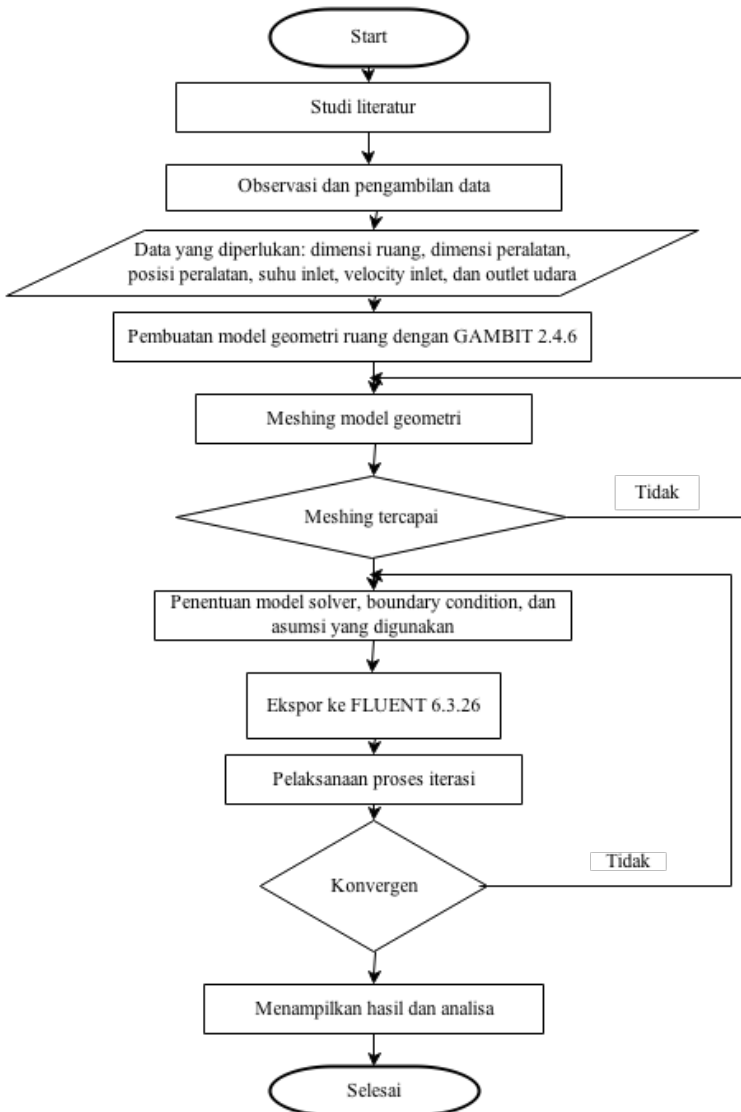 Start
Studi literatur
Observasi dan pengambilan data
Data yang diperlukan: dimensi ruang, dimensi peralatan,
posisi peralatan, suhu inlet, velocity inlet, dan outlet udara
Pembuatan model geometri ruang dengan GAMBIT 2.4.6
Meshing model geometri
Tidak
Meshing tercapai
Penentuan model solver, boundary condition, dan
asumsi yang digunakan
Ekspor ke FLUENT 6.3.26
Pelaksanaan proses iterasi
Tidak
Konvergen
Menampilkan hasil dan analisa
Selesai